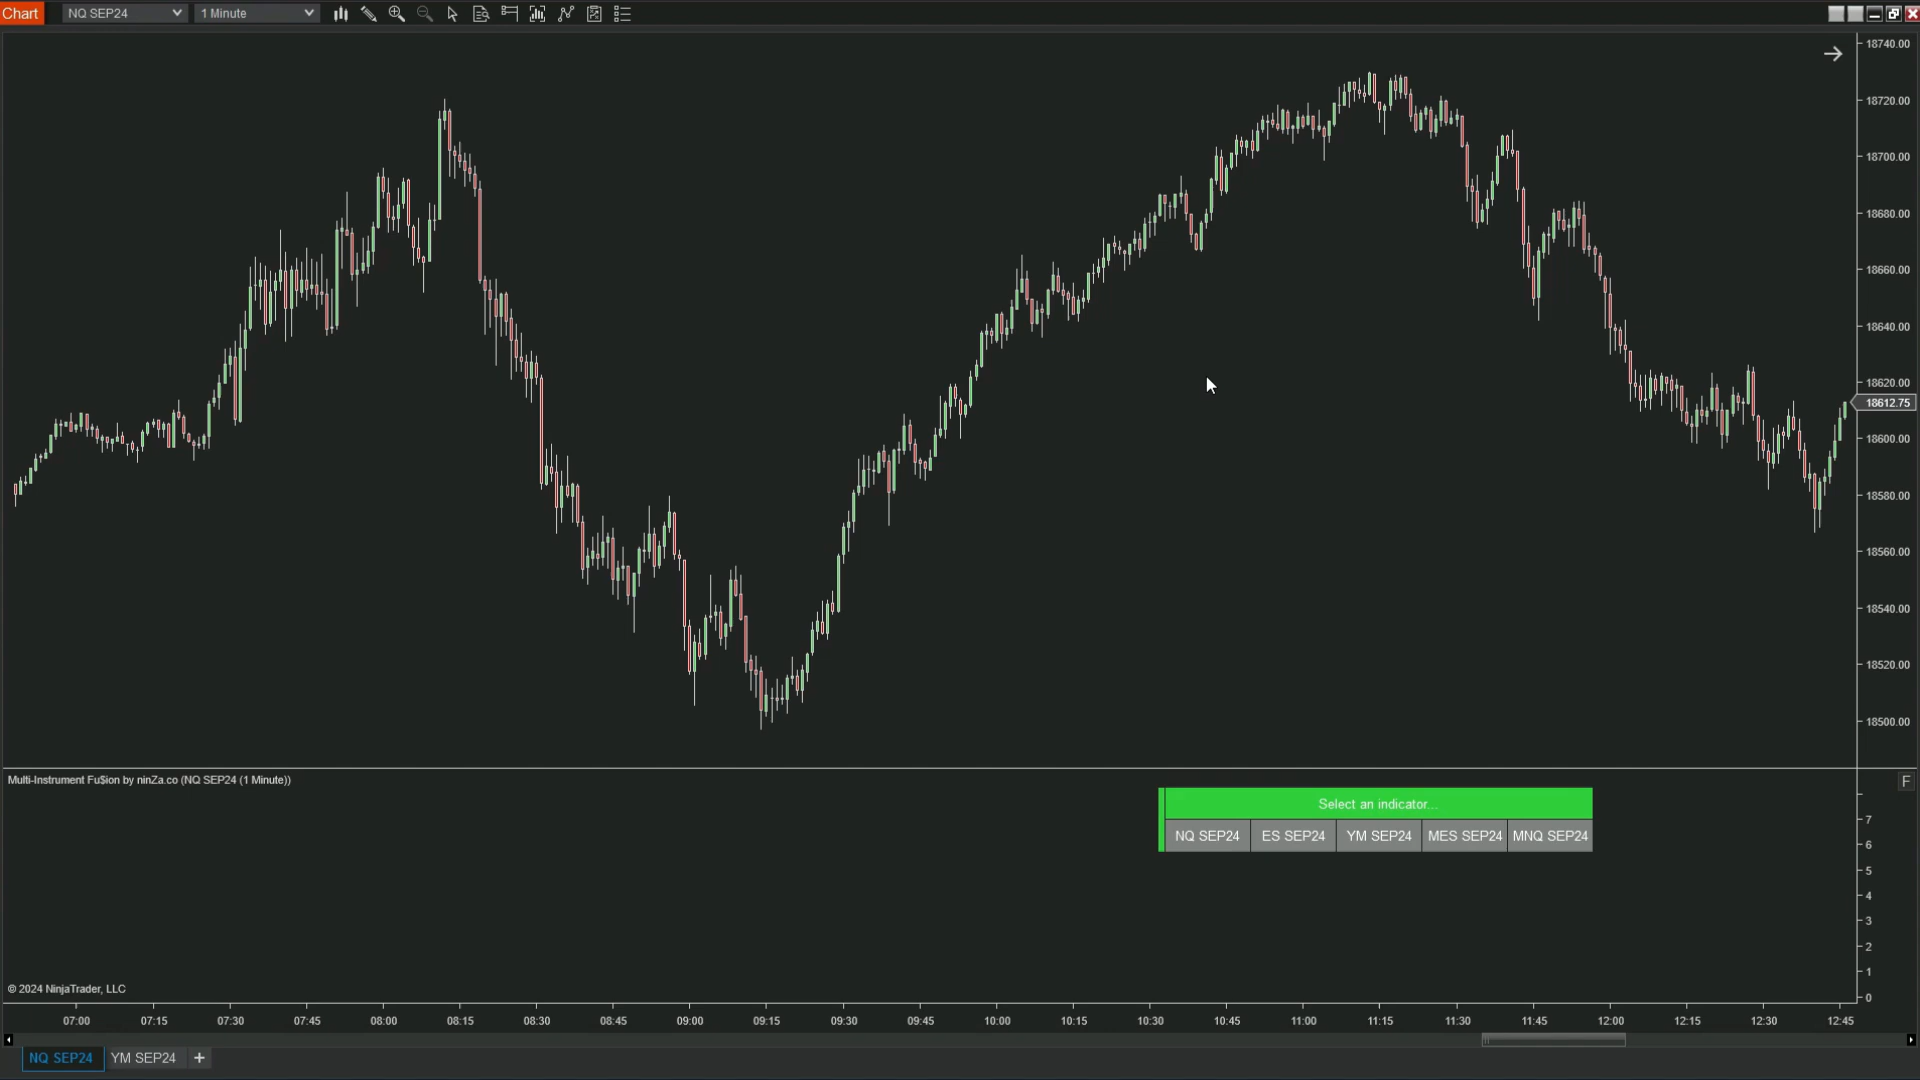 Chart NQ SEP24 1 Minute
18740.00
18720.00
18700.00
18680.00
18660.00
18640.00
18620.00
18612.75
18600.00
18580.00
18560.00
18540.00
18520.00
18500.00
Multi-Instrument Fu$ion by ninZa.co (NQ SEP24 (1 Minute))
F
Select an indicator...
NQ SEP24 ES SEP24 YM SEP24 MES SEP24 MNQ SEP24
7
6
5
4
3
2
1
0
© 2024 NinjaTrader, LLC
07:00 07:15 07:30 07:45 08:00 08:15 08:30 08:45 09:00 09:15 09:30 09:45 10:00 10:15 10:30 10:45 11:00 11:15 11:30 11:45 12:00 12:15 12:30 12:45
NQ SEP24 YM SEP24 +